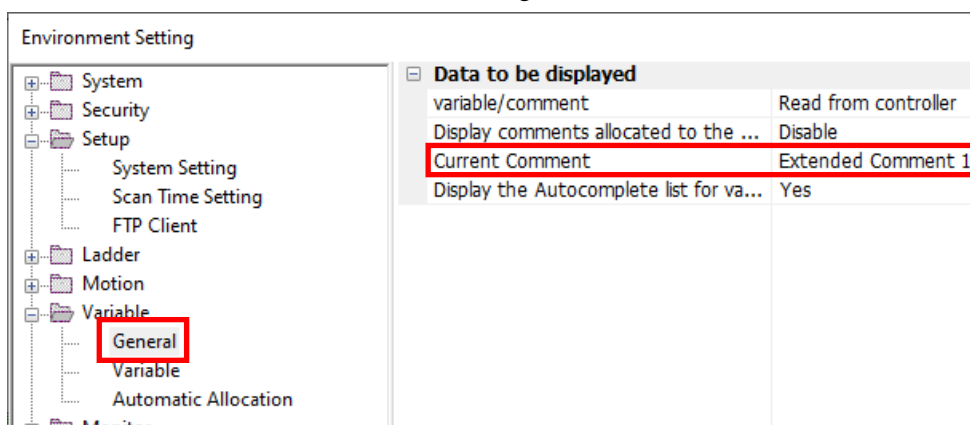 Environment Setting
System
Security
Setup
System Setting
Scan Time Setting
FTP Client
Ladder
Motion
Variable
General
Variable
Automatic Allocation
Data to be displayed
variable/comment Read from controller
Display comments allocated to the ... Disable
Current Comment Extended Comment 1
Display the Autocomplete list for va... Yes